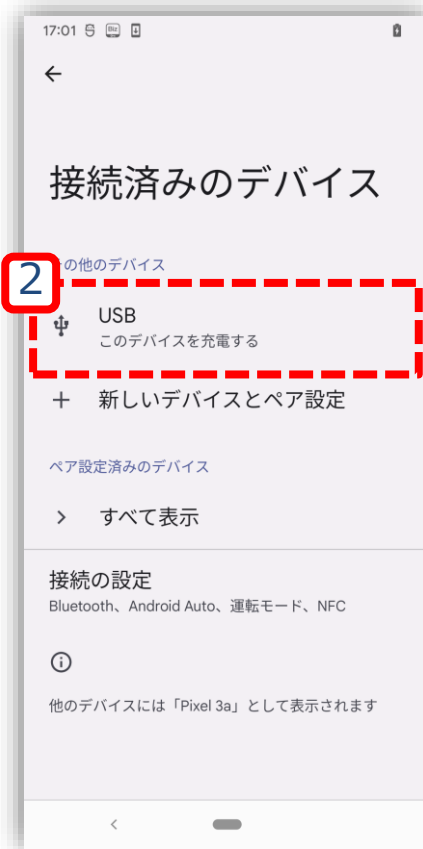 17:01
接続済みのデバイス
の他のデバイス
2
USB
このデバイスを充電する
新しいデバイスとペア設定
ペア設定済みのデバイス
すべて表示
接続の設定
Bluetooth、Android Auto、運転モード、NFC
他のデバイスには「Pixel 3a」として表示されます